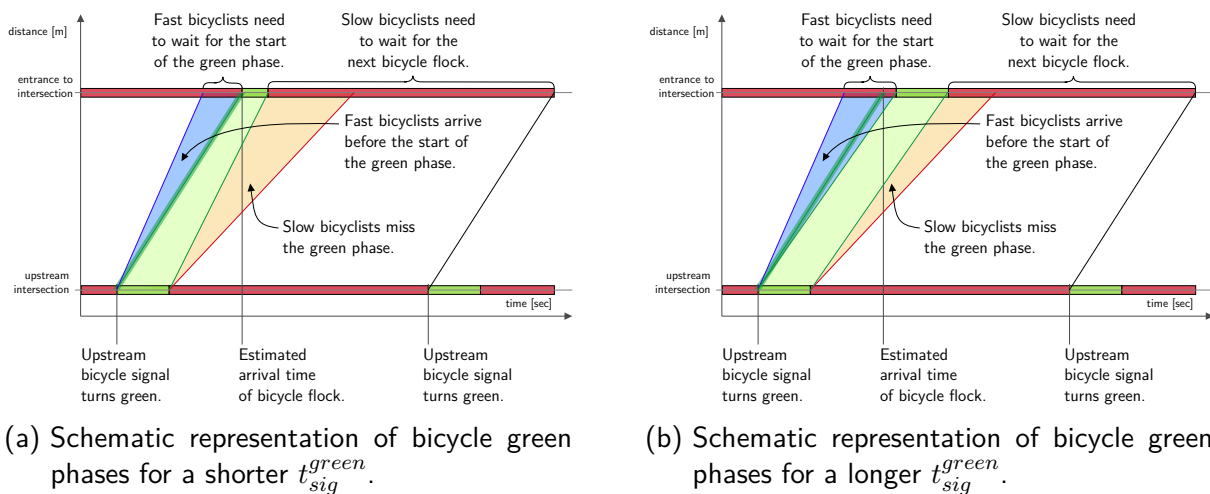 distance [m]
Fast bicyclists need
to wait for the start
of the green phase.
Slow bicyclists need
to wait for the
next bicycle flock.
entrance to
intersection
Fast bicyclists arrive
before the start of
the green phase.
Slow bicyclists miss
the green phase.
upstream
intersection
time [sec]
Upstream
bicycle signal
turns green.
Estimated
arrival time
of bicycle flock.
Upstream
bicycle signal
turns green.
(a) Schematic representation of bicycle green
phases for a shorter t_{sig}^{green}.
distance [m]
Fast bicyclists need
to wait for the start
of the green phase.
Slow bicyclists need
to wait for the
next bicycle flock.
entrance to
intersection
Fast bicyclists arrive
before the start of
the green phase.
Slow bicyclists miss
the green phase.
upstream
intersection
time [sec]
Upstream
bicycle signal
turns green.
Estimated
arrival time
of bicycle flock.
Upstream
bicycle signal
turns green.
(b) Schematic representation of bicycle green
phases for a longer t_{sig}^{green}.